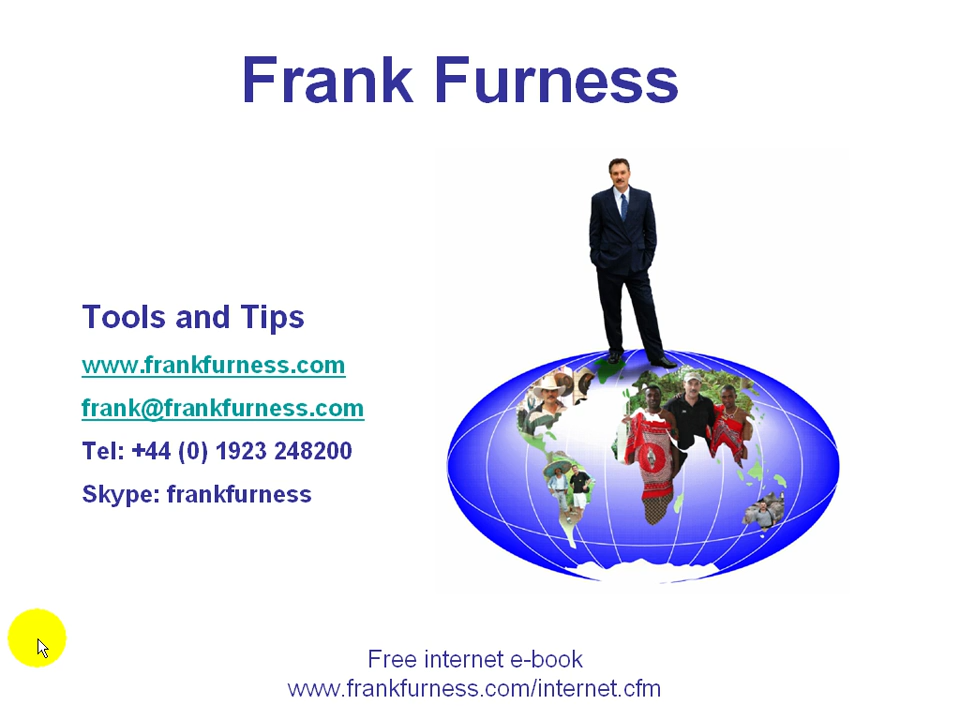 Frank Furness
Tools and Tips
www.frankfurness.com
frank@frankfurness.com
Tel: +44 (0) 1923 248200
Skype: frankfurness
Free internet e-book
www.frankfurness.com/internet.cfm